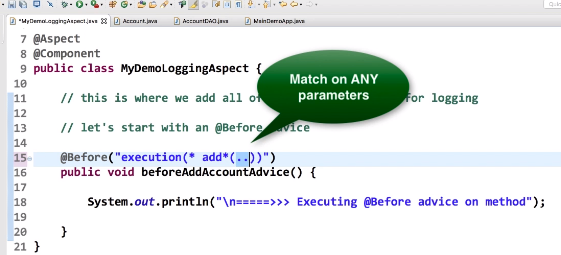 *MyDemoLoggingAspect.java
Account.java
AccountDAO.java
MainDemoApp.java
7 @Aspect
8 @Component
9 public class MyDemoLoggingAspect {
10
11 // this is where we add all of for logging
12
13 // let's start with an @Before advice
14
15 @Before("execution(* add*(..))")
16 public void beforeAddAccountAdvice() {
17
18 System.out.println("\n=====>>> Executing @Before advice on method");
19
20 }
21 }
Match on ANY
parameters